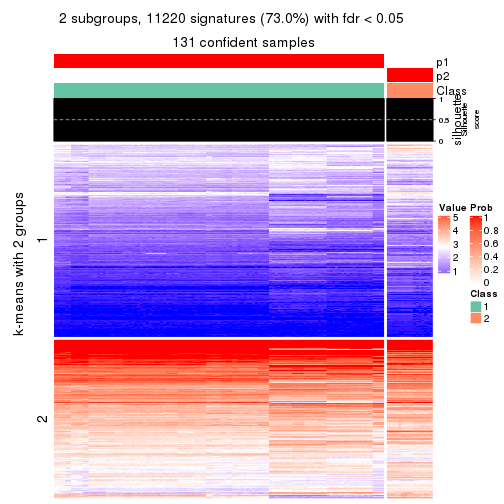 2 subgroups, 11220 signatures (73.0%) with fdr < 0.05
131 confident samples
p1
p2
Class
1
0.5
0
silhouette
Silhouette
score
k-means with 2 groups
1
2
Value
5
4
3
2
1
Prob
1
0.8
0.6
0.4
0.2
0
Class
1
2